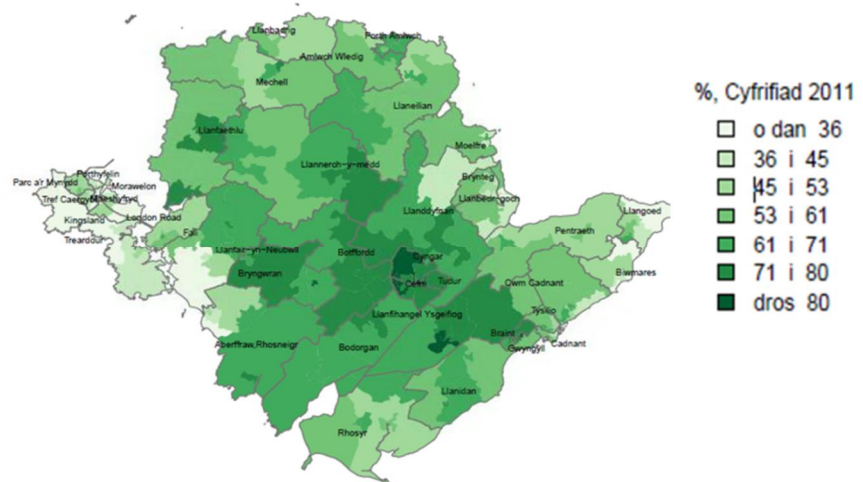 Llanbadrig
Porth Amlwch
Amlwch Wledig
Mechell
Llaneilian
Llanfaethlu
Moelfre
Llannerch-y-medd
Porthyfelin
Parc a'r Mynydd
Morawelon
Brynteg
Maeshyfryd
Llanbedrgoch
Kingsland
London Road
Llanddyfnan
Llangoed
Trearddur
Fali
Pentraeth
Llanfair-yn-Neubwll
Bodffordd
Cyngar
Biwmares
Bryngwran
Cefni
Tudur
Cwm Cadnant
Llanfihangel Ysgeifiog
Tysilio
Braint
Cadnant
Gwyngyll
Aberffraw
Rhosneigr
Bodorgan
Llanidan
Rhosyr
%, Cyfrifiad 2011
o dan 36
36 i 45
45 i 53
53 i 61
61 i 71
71 i 80
dros 80